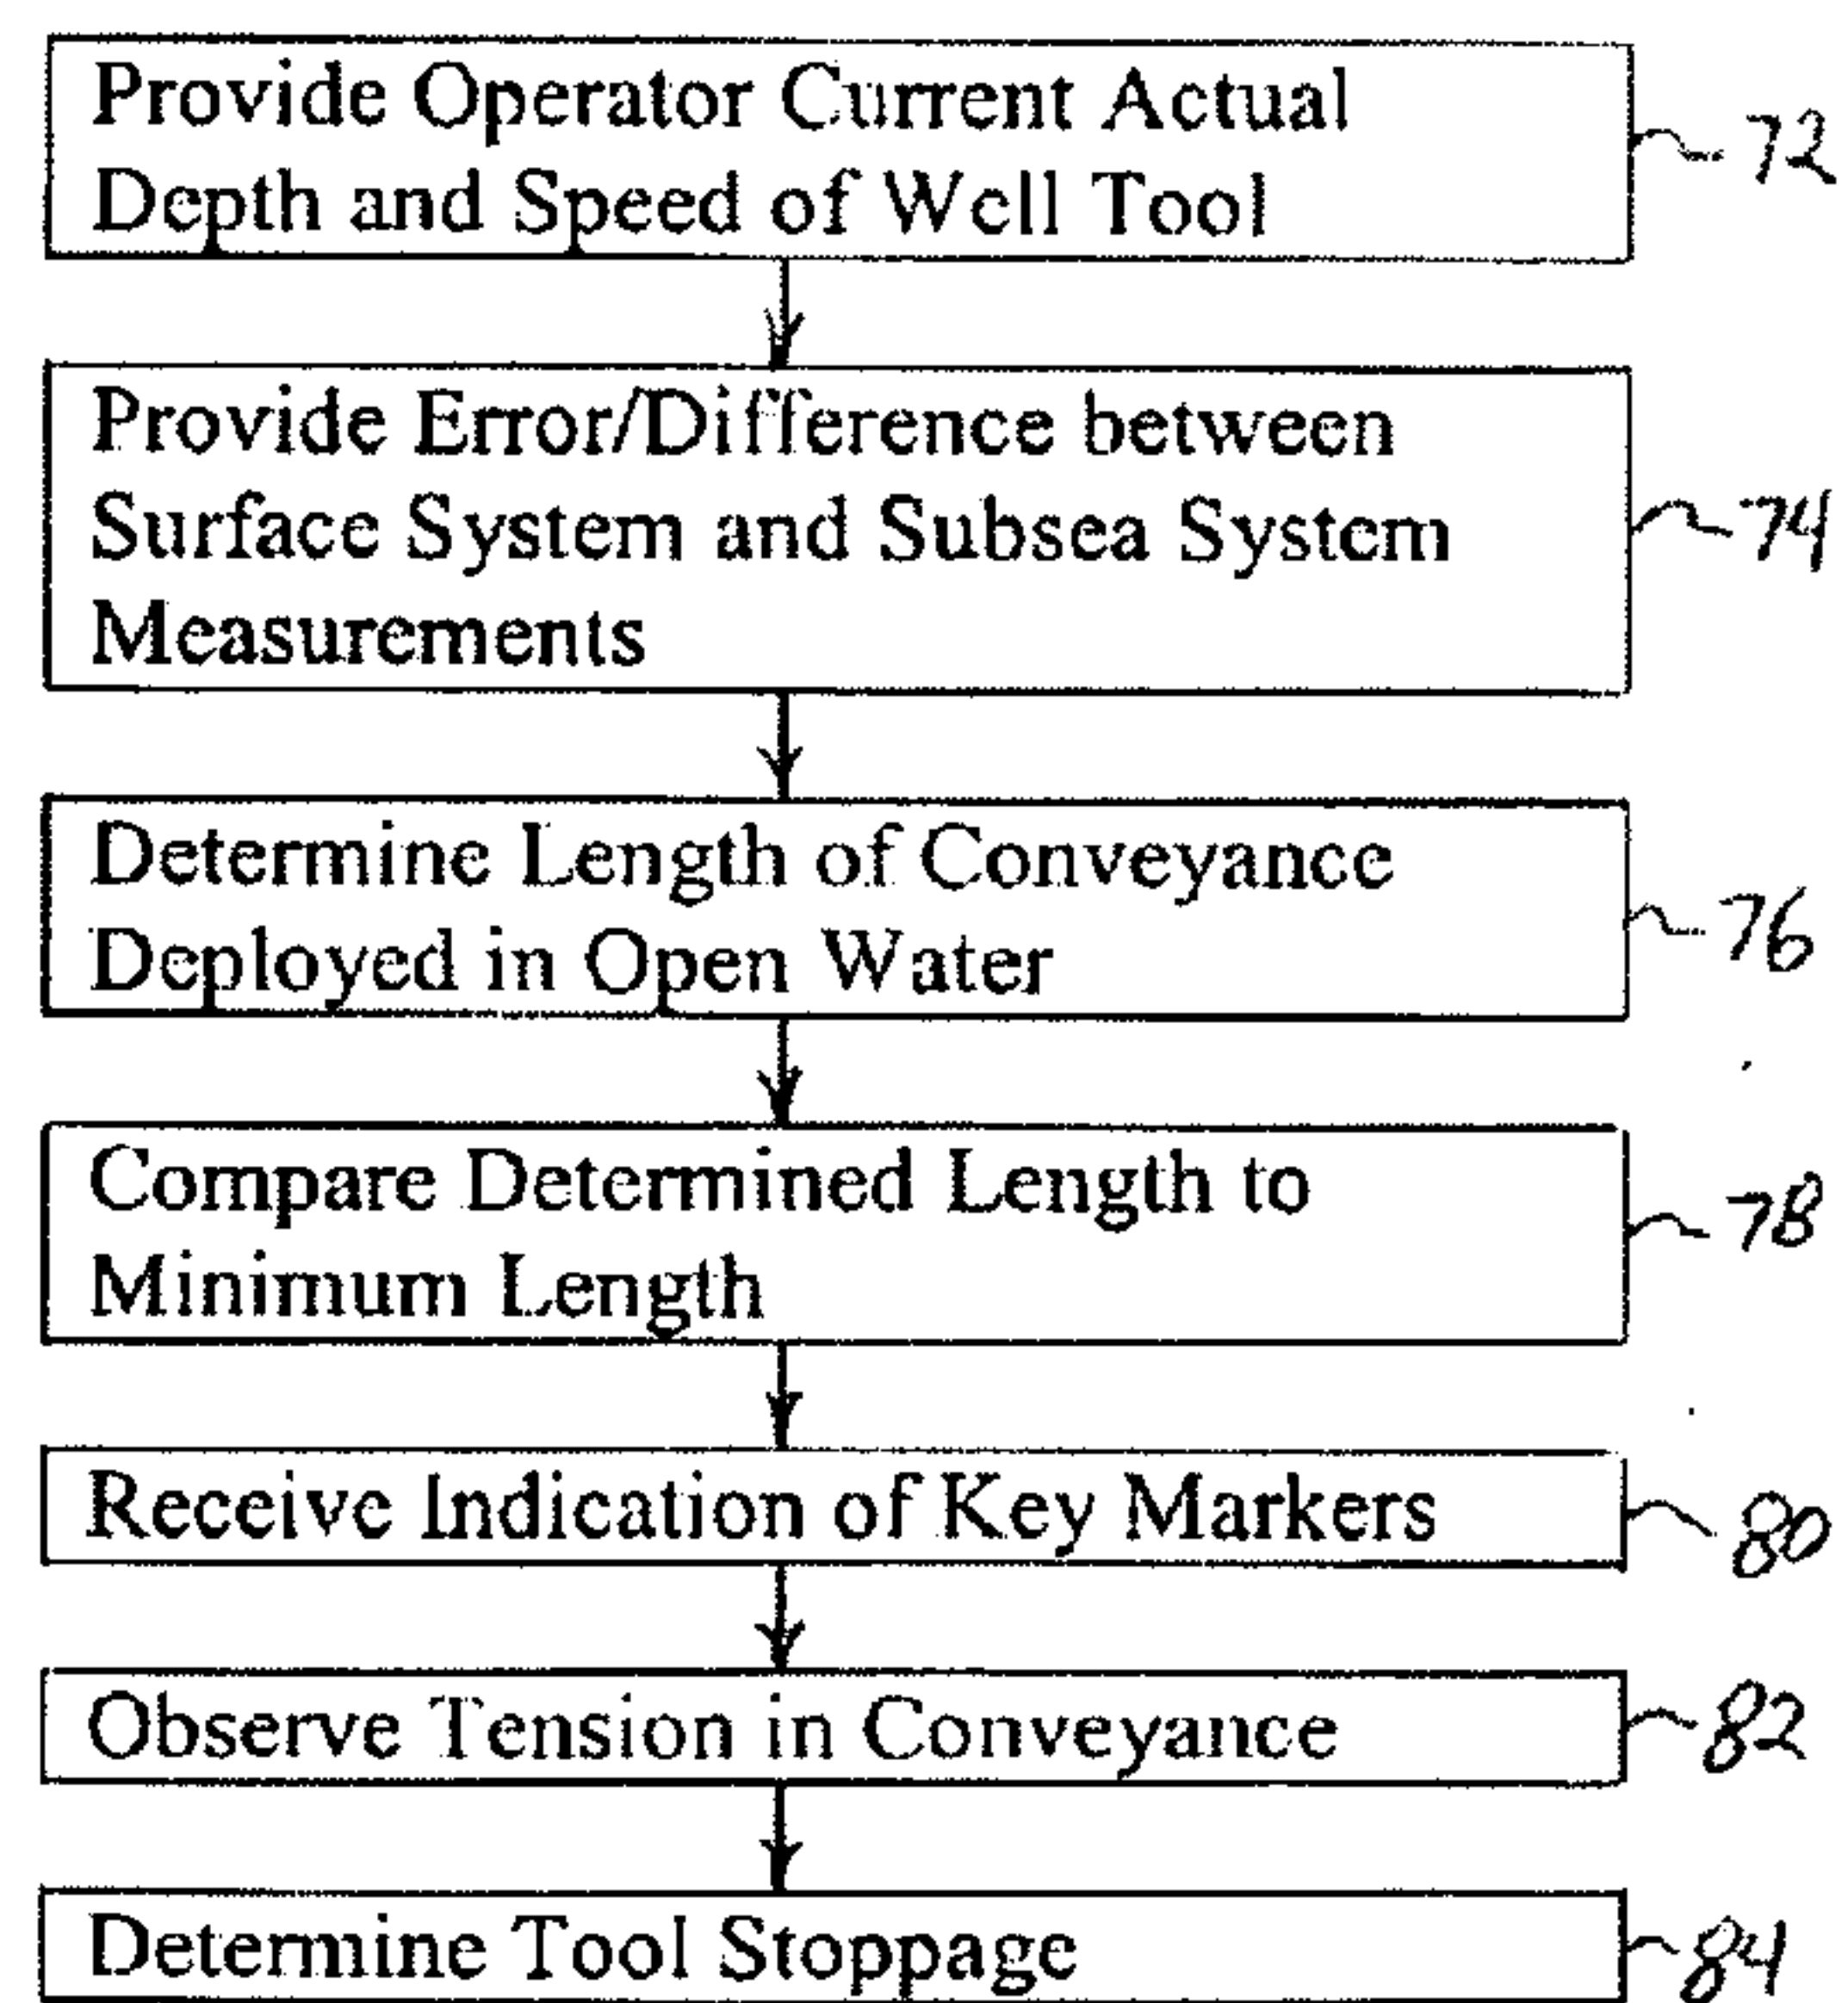 Provide Operator Current Actual
Depth and Speed of Well Tool
72
Provide Error/Difference between
Surface System and Subsea System
Measurements
74
Determine Length of Conveyance
Deployed in Open Water
76
Compare Determined Length to
Minimum Length
78
Receive Indication of Key Markers
80
Observe Tension in Conveyance
82
Determine Tool Stoppage
84